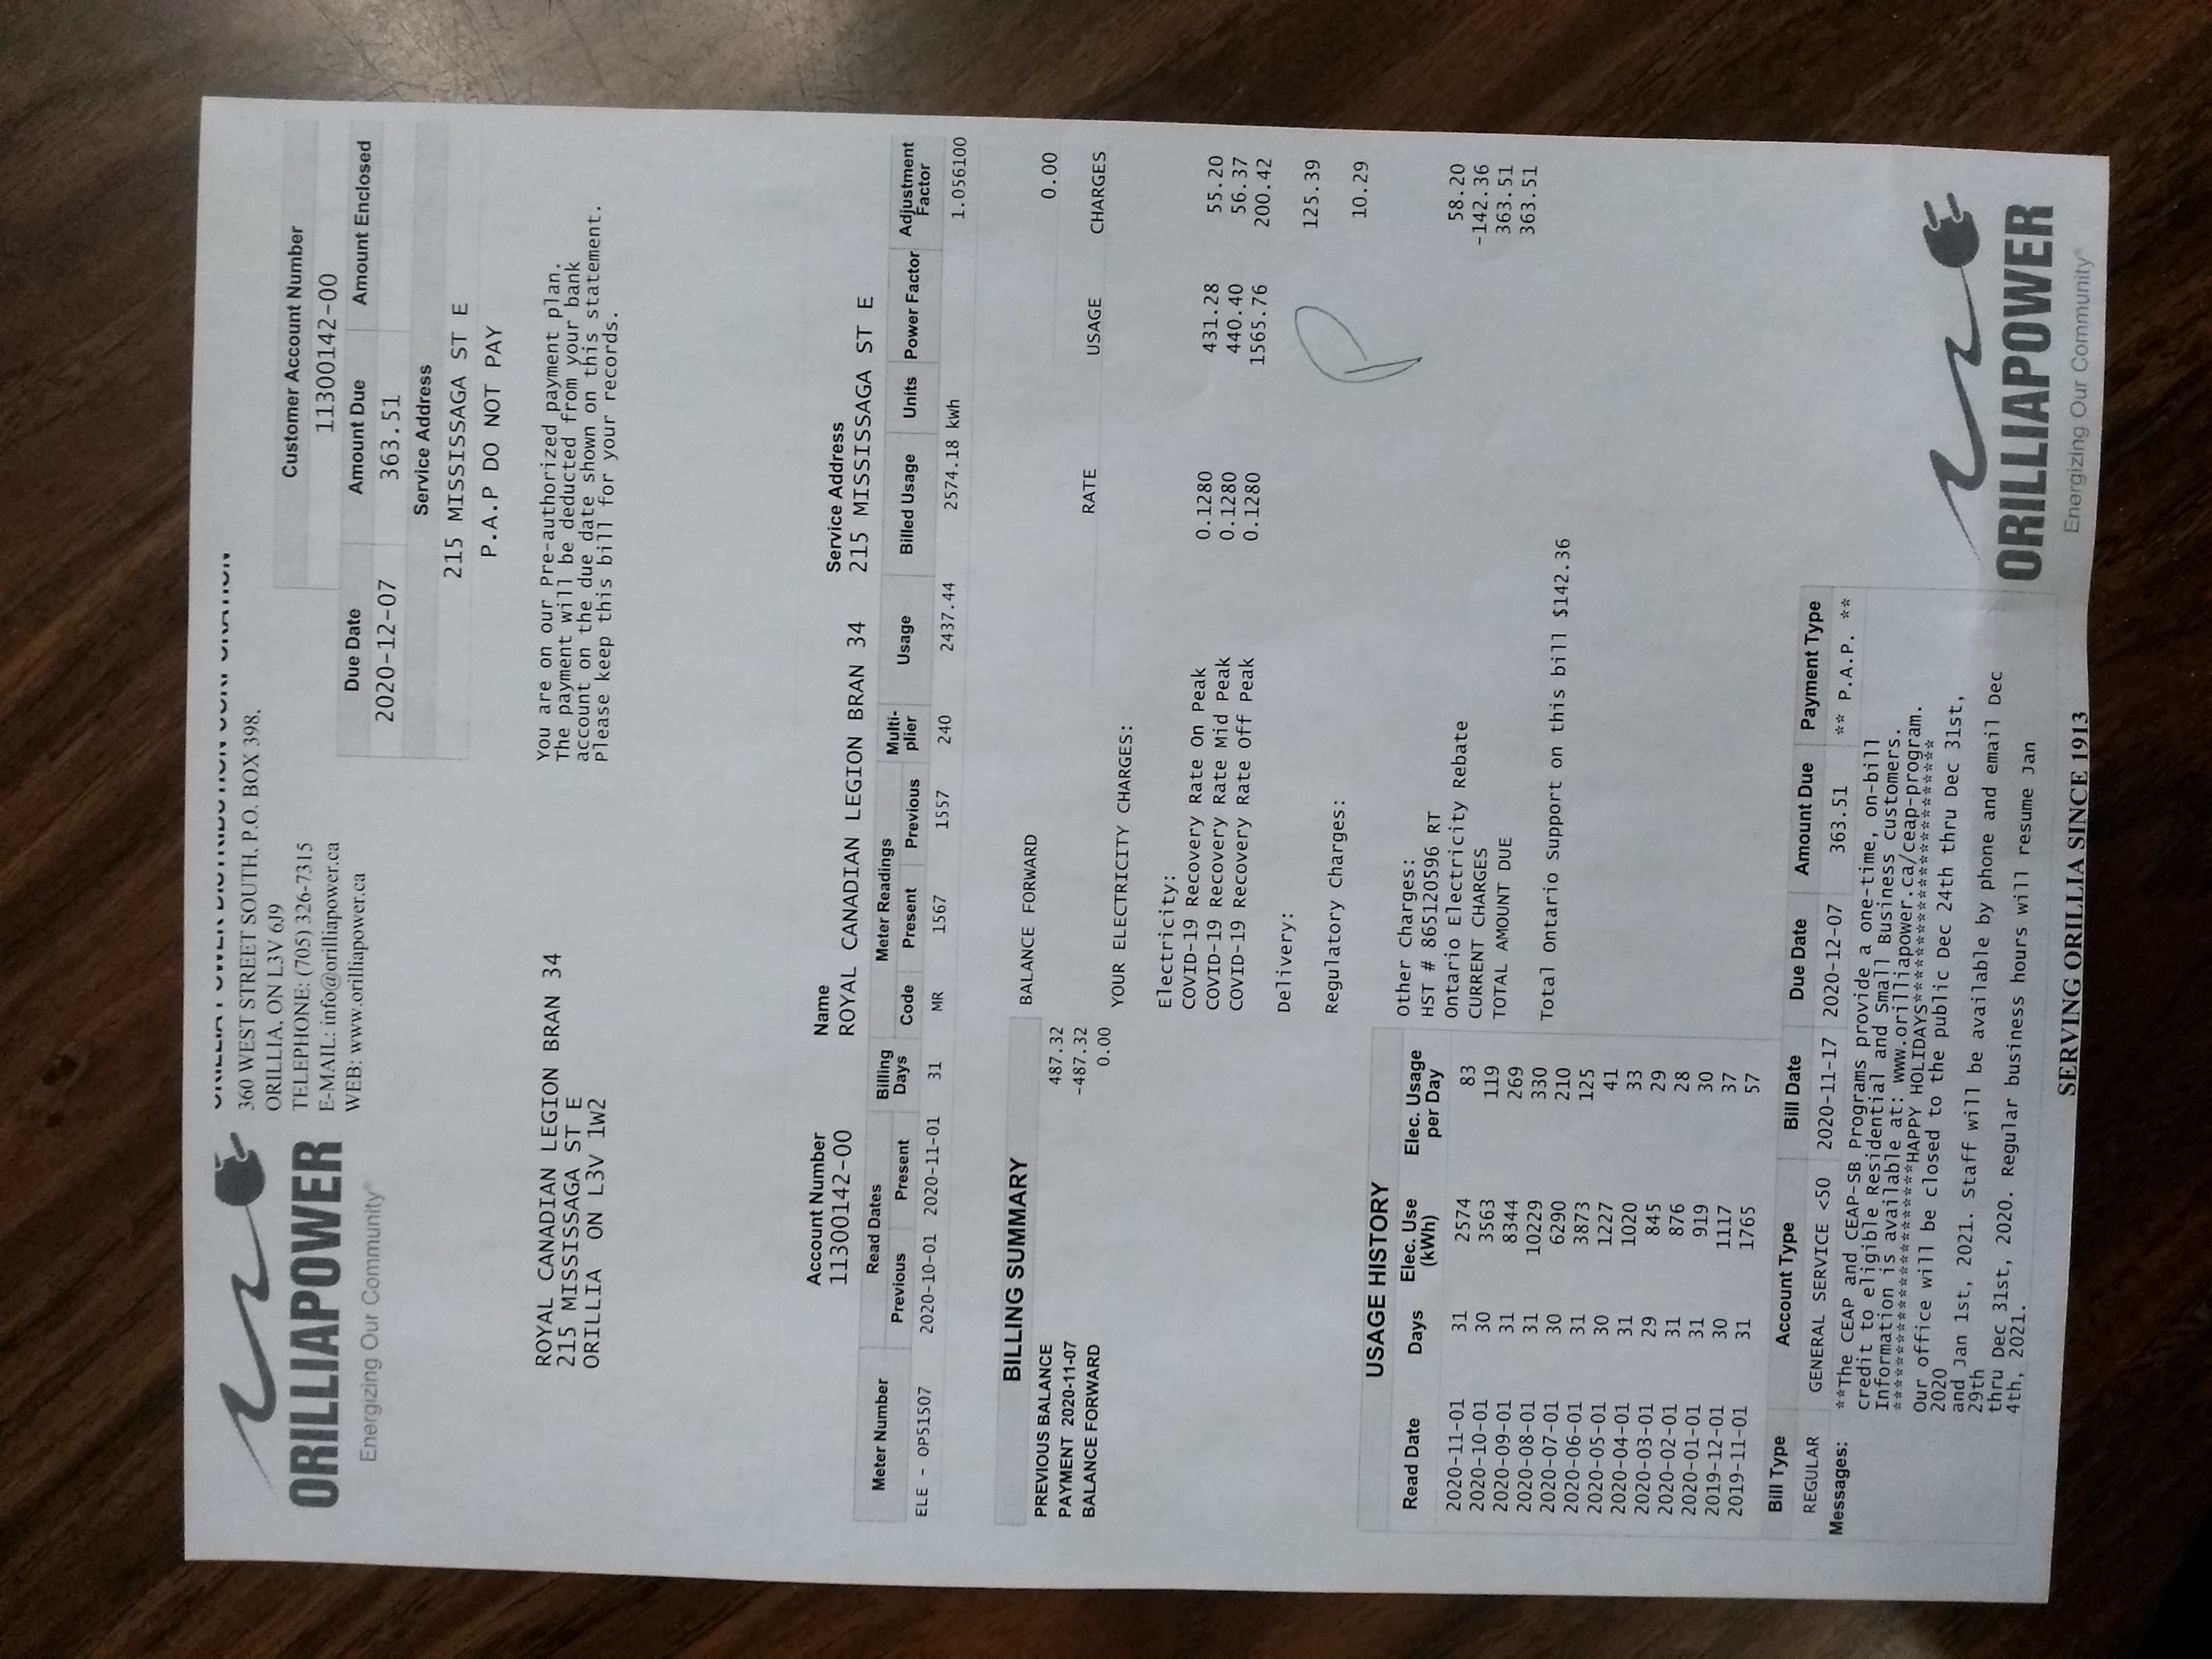 ORILLIAPOWER
Energizing Our Community®
ORILLIA POWER DISTRIBUTION CORPORATION
360 WEST STREET SOUTH, P.O. BOX 398,
ORILLIA, ON L3V 6J9
TELEPHONE: (705) 326-7315
E-MAIL: info@orilliapower.ca
WEB: www.orilliapower.ca
Customer Account Number
11300142-00
Due Date Amount Due Amount Enclosed
2020-12-07 363.51
Service Address
215 MISSISSAGA ST E
P.A.P DO NOT PAY
ROYAL CANADIAN LEGION BRAN 34
215 MISSISSAGA ST E
ORILLIA ON L3V 1W2
You are on our Pre-authorized payment plan.
The payment will be deducted from your bank
account on the due date shown on this statement.
Please keep this bill for your records.
Account Number Name Service Address
11300142-00 ROYAL CANADIAN LEGION BRAN 34 215 MISSISSAGA ST E
Meter Number Read Dates Billing Days Meter Readings Multi-plier Usage Billed Usage Units Power Factor Adjustment Factor
Previous Present Code Present Previous
ELE - OP51507 2020-10-01 2020-11-01 31 MR 1567 1557 240 2437.44 2574.18 kwh 1.056100
BILLING SUMMARY
PREVIOUS BALANCE 487.32
PAYMENT 2020-11-07 -487.32
BALANCE FORWARD 0.00
BALANCE FORWARD 0.00
YOUR ELECTRICITY CHARGES: RATE USAGE CHARGES
Electricity:
COVID-19 Recovery Rate on Peak 0.1280 431.28 55.20
COVID-19 Recovery Rate Mid Peak 0.1280 440.40 56.37
COVID-19 Recovery Rate Off Peak 0.1280 1565.76 200.42
Delivery: 125.39
Regulatory Charges: 10.29
Other Charges:
HST # 865120596 RT 58.20
Ontario Electricity Rebate -142.36
CURRENT CHARGES 363.51
TOTAL AMOUNT DUE 363.51
Total Ontario Support on this bill $142.36
USAGE HISTORY
Read Date Days Elec. Use (kWh) Elec. Usage per Day
2020-11-01 31 2574 83
2020-10-01 30 3563 119
2020-09-01 31 8344 269
2020-08-01 31 10229 330
2020-07-01 30 6290 210
2020-06-01 31 3873 125
2020-05-01 30 1227 41
2020-04-01 31 1020 33
2020-03-01 29 845 29
2020-02-01 31 876 28
2020-01-01 31 919 30
2019-12-01 30 1117 37
2019-11-01 31 1765 57
Bill Type Account Type Bill Date Due Date Amount Due Payment Type
REGULAR GENERAL SERVICE <50 2020-11-17 2020-12-07 363.51 ** P.A.P. **
Messages: **The CEAP and CEAP-SB Programs provide a one-time, on-bill
credit to eligible Residential and Small Business customers.
Information is available at: www.orilliapower.ca/ceap-program.
**********************HAPPY HOLIDAYS**********************
Our office will be closed to the public Dec 24th thru Dec 31st,
2020
and Jan 1st, 2021. Staff will be available by phone and email Dec
29th
thru Dec 31st, 2020. Regular business hours will resume Jan
4th, 2021.
ORILLIAPOWER
Energizing Our Community®
SERVING ORILLIA SINCE 1913